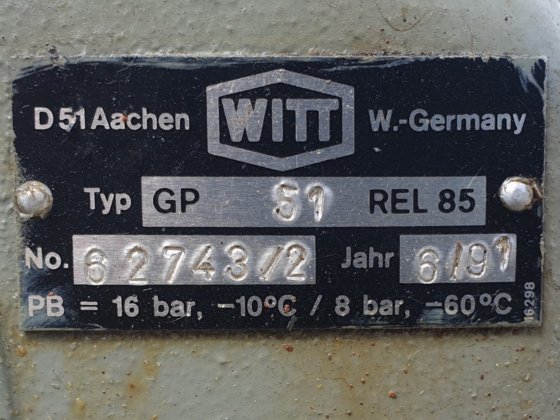 D 51 Aachen WITT W.-Germany
Typ GP 51 REL 85
No. 62743/2 Jahr 6/91
PB = 16 bar, -10°C / 8 bar, -60°C
16298